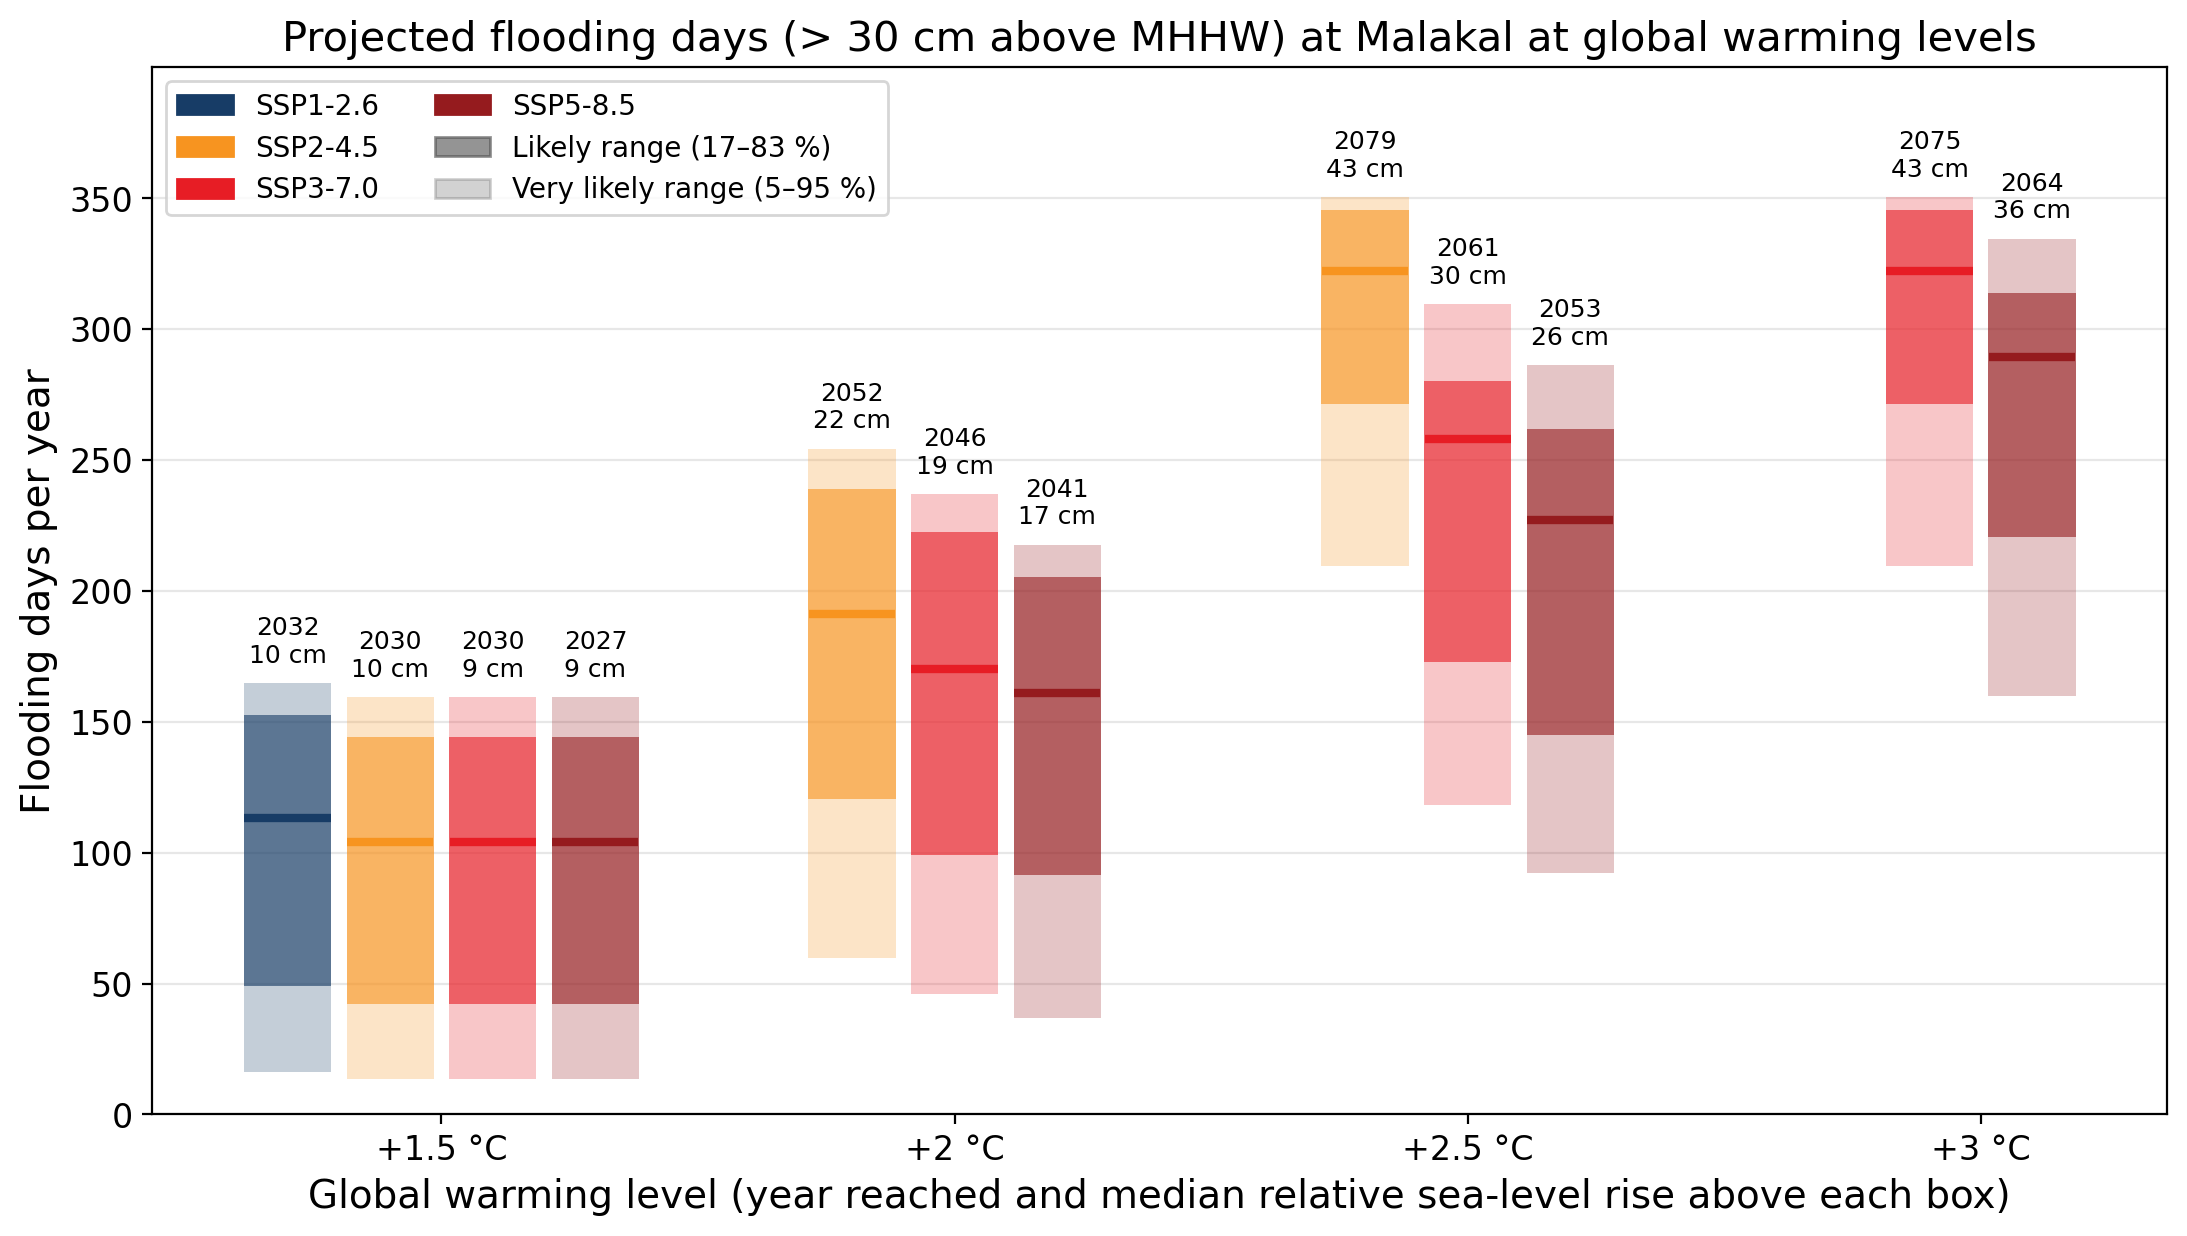 Projected flooding days (> 30 cm above MHHW) at Malakal at global warming levels
SSP1-2.6
SSP2-4.5
SSP3-7.0
SSP5-8.5
Likely range (17–83 %)
Very likely range (5–95 %)
Flooding days per year
350
300
250
200
150
100
50
0
2032
10 cm
2030
10 cm
2030
9 cm
2027
9 cm
2052
22 cm
2046
19 cm
2041
17 cm
2079
43 cm
2061
30 cm
2053
26 cm
2075
43 cm
2064
36 cm
+1.5 °C
+2 °C
+2.5 °C
+3 °C
Global warming level (year reached and median relative sea-level rise above each box)